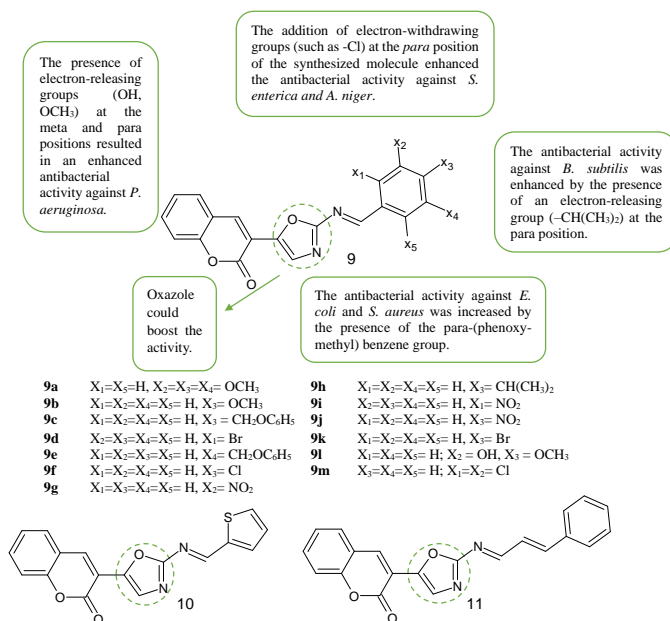 The addition of electron-withdrawing
groups (such as -Cl) at the para position
of the synthesized molecule enhanced
the antibacterial activity against S.
enterica and A. niger.
The presence of
electron-releasing
groups (OH,
OCH₃) at the
meta and para
positions resulted
in an enhanced
antibacterial
activity against P.
aeruginosa.
The antibacterial activity
against B. subtilis was
enhanced by the presence
of an electron-releasing
group (–CH(CH₃)₂) at the
para position.
x₁
x₂
x₃
x₄
x₅
N
O
N
O
O
9
Oxazole
could
boost the
activity.
The antibacterial activity against E.
coli and S. aureus was increased by
the presence of the para-(phenoxy-
methyl) benzene group.
9a X₁=X₅=H, X₂=X₃=X₄= OCH₃
9b X₁=X₂=X₄=X₅= H, X₃= OCH₃
9c X₁=X₂=X₄=X₅= H, X₃ = CH₂OC₆H₅
9d X₂=X₃=X₄=X₅= H, X₁= Br
9e X₁=X₂=X₃=X₅= H, X₄= CH₂OC₆H₅
9f X₁=X₂=X₄=X₅= H, X₃= Cl
9g X₁=X₃=X₄=X₅= H, X₂= NO₂
9h X₁=X₂=X₄=X₅= H, X₃= CH(CH₃)₂
9i X₂=X₃=X₄=X₅= H, X₁= NO₂
9j X₁=X₂=X₄=X₅= H, X₃= NO₂
9k X₁=X₂=X₄=X₅= H, X₃= Br
9l X₁=X₄=X₅= H; X₂ = OH, X₃ = OCH₃
9m X₃=X₄=X₅= H; X₁=X₂= Cl
S
N
O
N
O
O
10
N
O
N
O
O
11